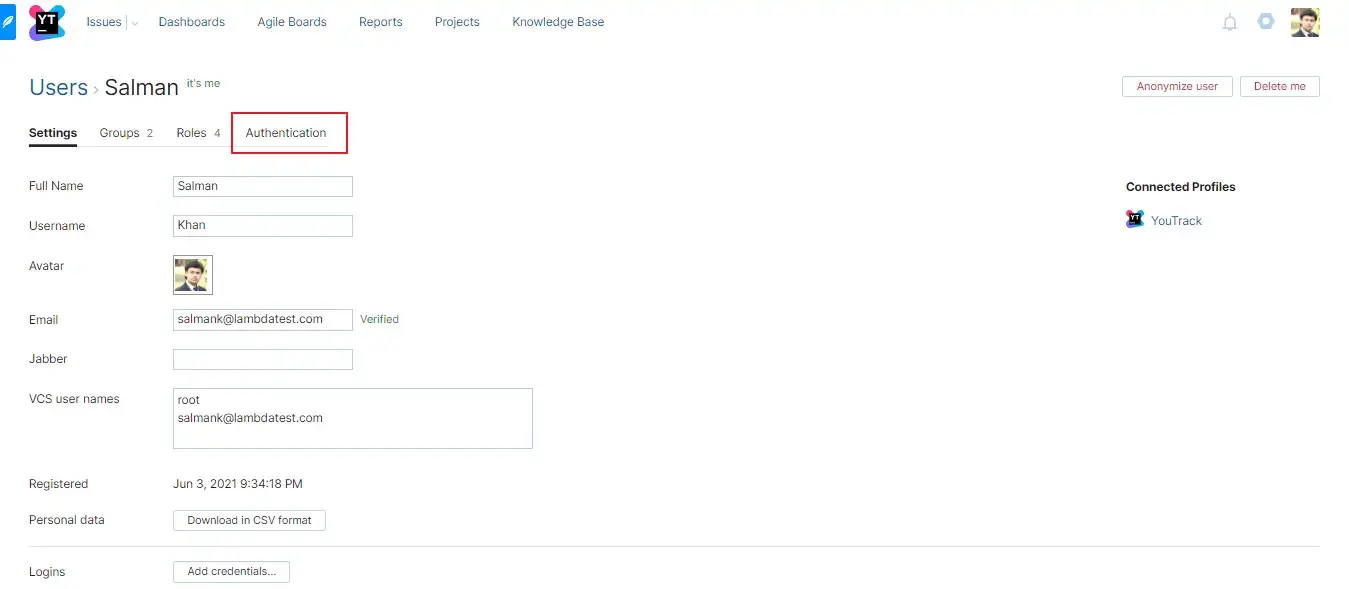 YT Issues Dashboards Agile Boards Reports Projects Knowledge Base
Users › Salman it's me Anonymize user Delete me
Settings Groups 2 Roles 4 Authentication
Full Name Salman Connected Profiles
Username Khan YT YouTrack
Avatar
Email salmank@lambdatest.com Verified
Jabber
VCS user names root
salmank@lambdatest.com
Registered Jun 3, 2021 9:34:18 PM
Personal data Download in CSV format
Logins Add credentials...